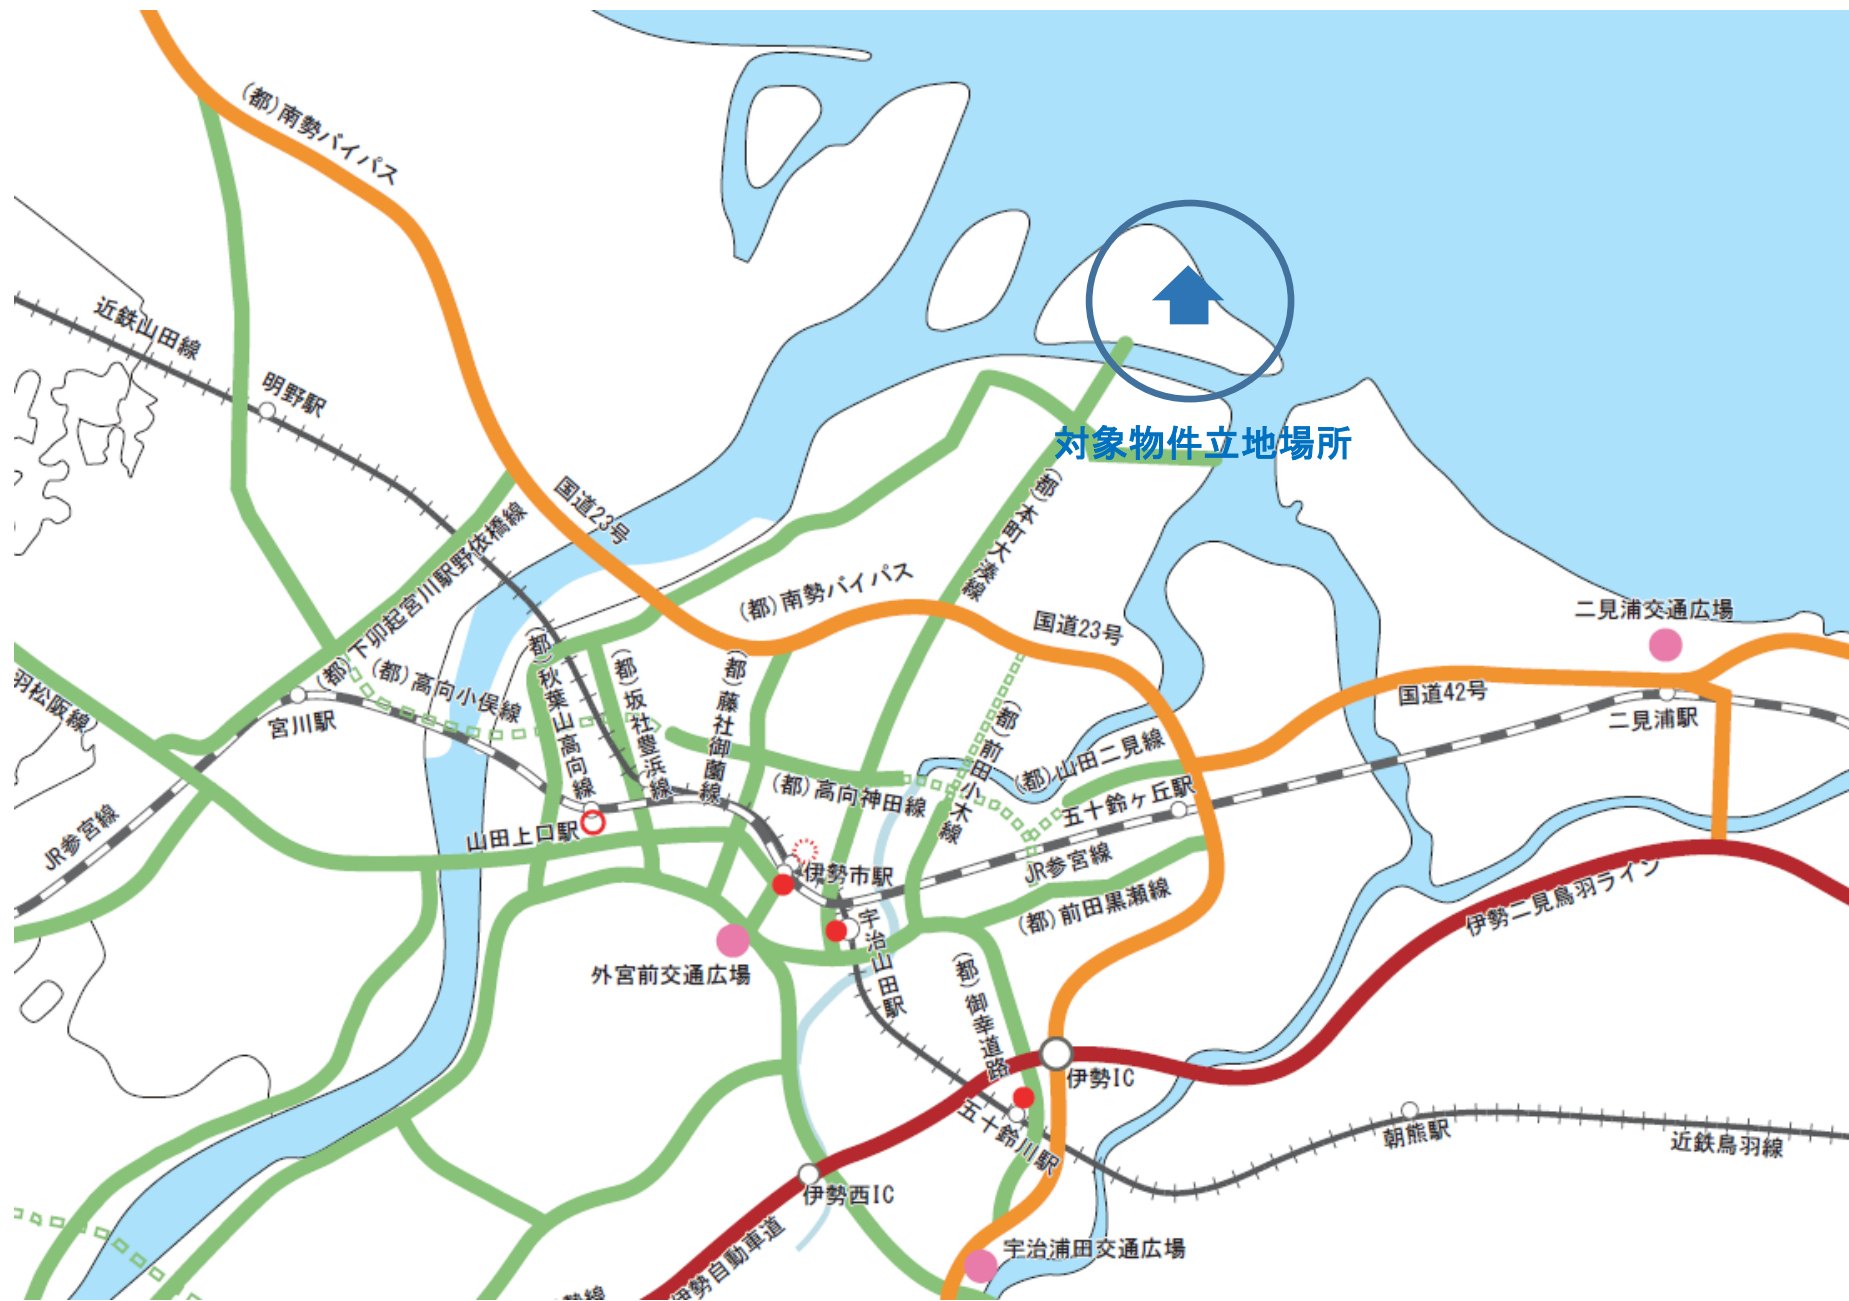 (都)南勢バイパス
近鉄山田線
明野駅
対象物件立地場所
国道23号
(都)下卯起宮川駅野依橋線
(都)本町大湊線
(都)南勢バイパス
国道23号
二見浦交通広場
羽松阪線)
(都)高向小俣線
宮川駅
(都)秋葉山高向線
(都)坂社豊浜線
(都)藤社御薗線
国道42号
二見浦駅
(都)前田小木線
(都)山田二見線
(都)高向神田線
五十鈴ヶ丘駅
JR参宮線
山田上口駅
伊勢市駅
JR参宮線
(都)前田黒瀬線
伊勢二見鳥羽ライン
宇治山田駅
外宮前交通広場
(都)御幸道路
伊勢IC
五十鈴川駅
朝熊駅
近鉄鳥羽線
伊勢西IC
伊勢自動車道
宇治浦田交通広場
勢線